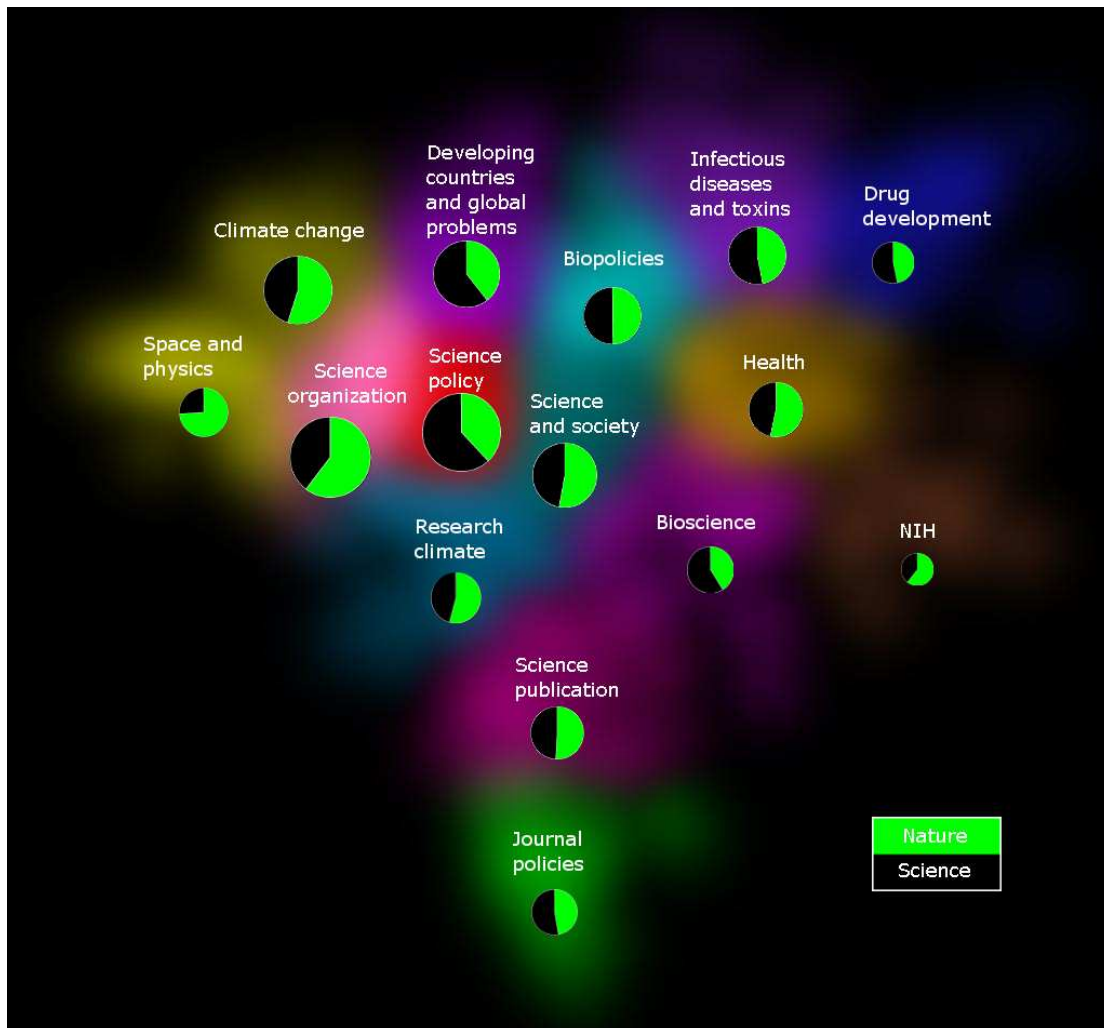 Developing
countries
and global
problems
Infectious
diseases
and toxins
Drug
development
Climate change
Biopolicies
Space and
physics
Science
organization
Science
policy
Science
and society
Health
Research
climate
Bioscience
NIH
Science
publication
Journal
policies
Nature
Science